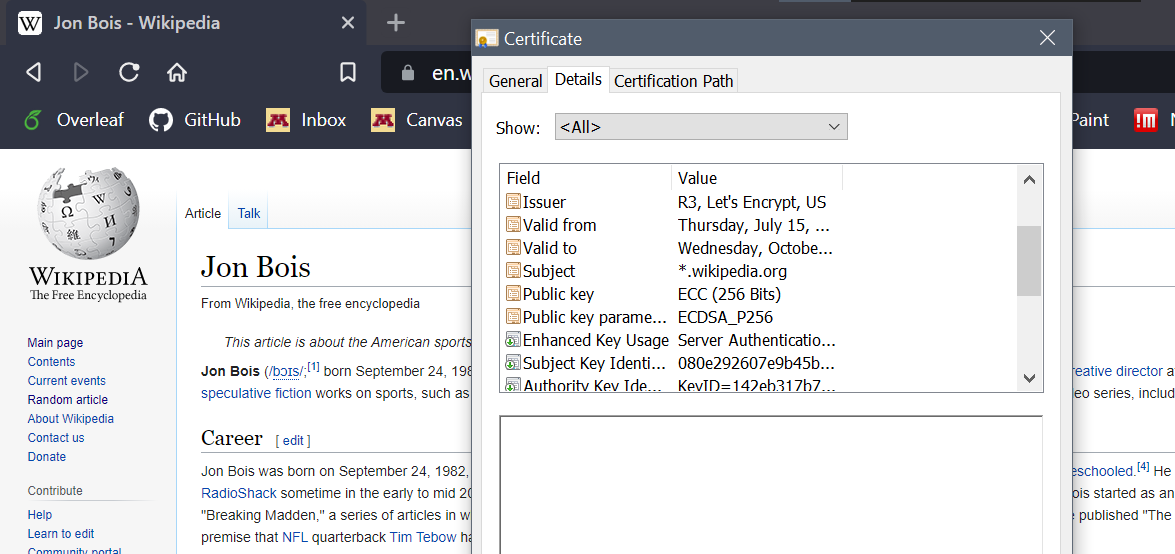 Jon Bois - Wikipedia
en.w
Overleaf GitHub Inbox Canvas Paint
Certificate
General Details Certification Path
Show: <All>
Field Value
Issuer R3, Let's Encrypt, US
Valid from Thursday, July 15, ...
Valid to Wednesday, Octobe...
Subject *.wikipedia.org
Public key ECC (256 Bits)
Public key parame... ECDSA_P256
Enhanced Key Usage Server Authenticatio...
Subject Key Identi... 080e292607e9b45b...
Authority Key Ide... KeyID=142eb317b7...
WIKIPEDIA
The Free Encyclopedia
Main page
Contents
Current events
Random article
About Wikipedia
Contact us
Donate
Contribute
Help
Learn to edit
Community portal
Article Talk
Jon Bois
From Wikipedia, the free encyclopedia
This article is about the American sports
Jon Bois (/bɔɪs/;[1] born September 24, 198 reative director a
speculative fiction works on sports, such as eo series, includ
Career [ edit ]
Jon Bois was born on September 24, 1982, eschooled.[4] He
RadioShack sometime in the early to mid 20 ois started as an
"Breaking Madden," a series of articles in w published "The
premise that NFL quarterback Tim Tebow ha